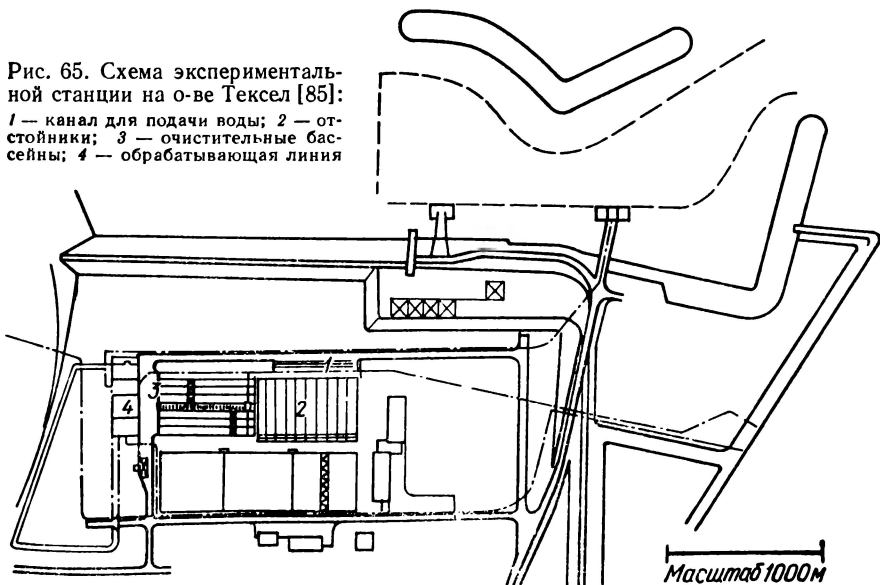 Рис. 65. Схема эксперименталь-
ной станции на о-ве Тексел [85]:
1 — канал для подачи воды; 2 — от-
стойники; 3 — очистительные бас-
сейны; 4 — обрабатывающая линия
1
3
4
2
Масштаб 1000м